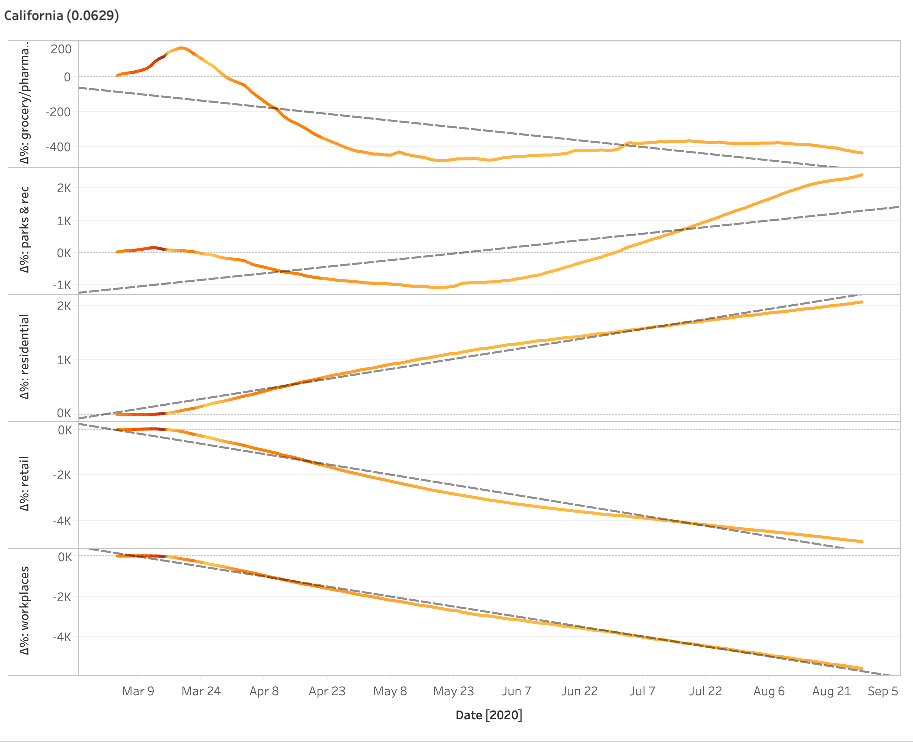 California (0.0629)
Δ%: grocery/pharma..
200
0
-200
-400
Δ%: parks & rec
2K
1K
0K
-1K
Δ%: residential
2K
1K
0K
Δ%: retail
0K
-2K
-4K
Δ%: workplaces
0K
-2K
-4K
Mar 9 Mar 24 Apr 8 Apr 23 May 8 May 23 Jun 7 Jun 22 Jul 7 Jul 22 Aug 6 Aug 21 Sep 5
Date [2020]